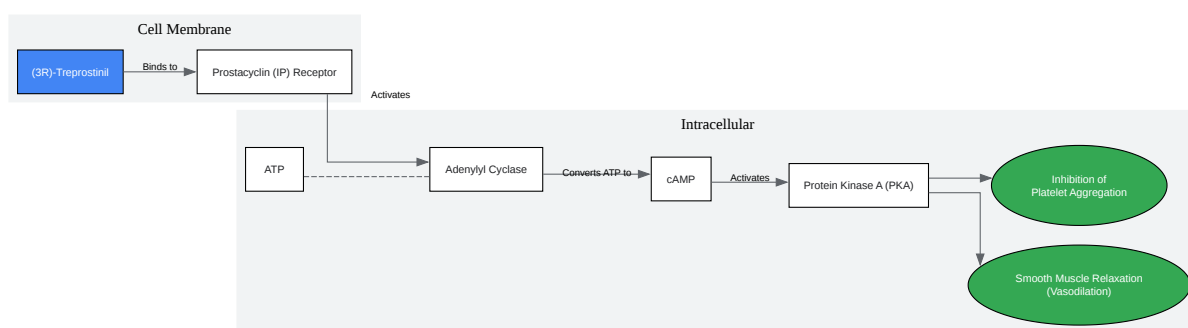 Cell Membrane
(3R)-Treprostinil
Binds to
Prostacyclin (IP) Receptor
Activates
Intracellular
ATP
Adenylyl Cyclase
Converts ATP to
cAMP
Activates
Protein Kinase A (PKA)
Inhibition of
Platelet Aggregation
Smooth Muscle Relaxation
(Vasodilation)